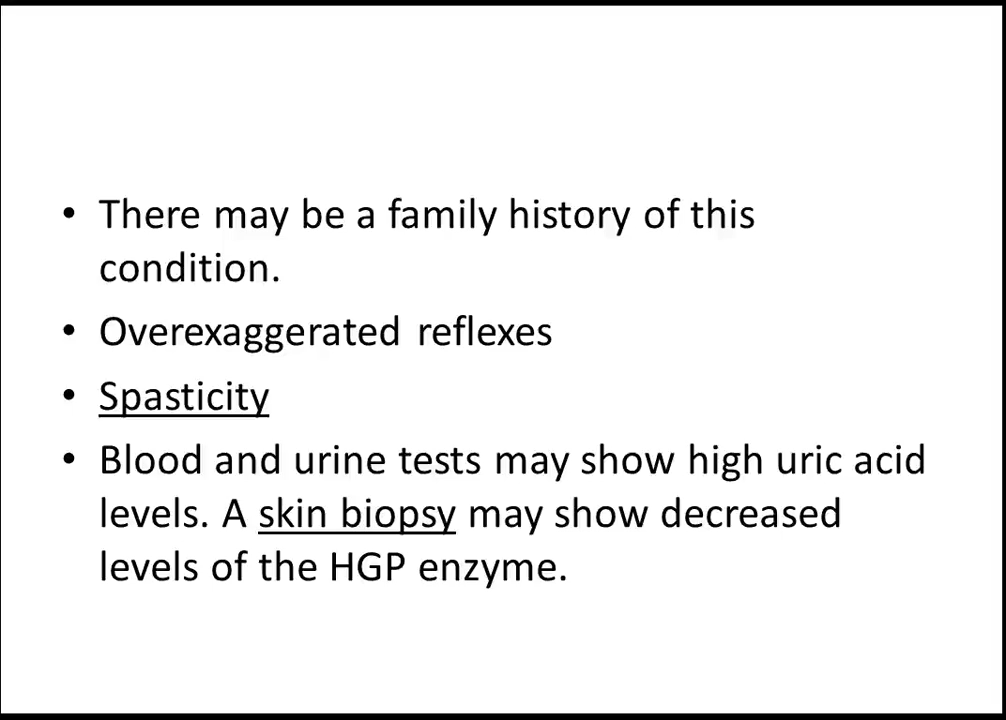 • There may be a family history of this
condition.
• Overexaggerated reflexes
• Spasticity
• Blood and urine tests may show high uric acid
levels. A skin biopsy may show decreased
levels of the HGP enzyme.